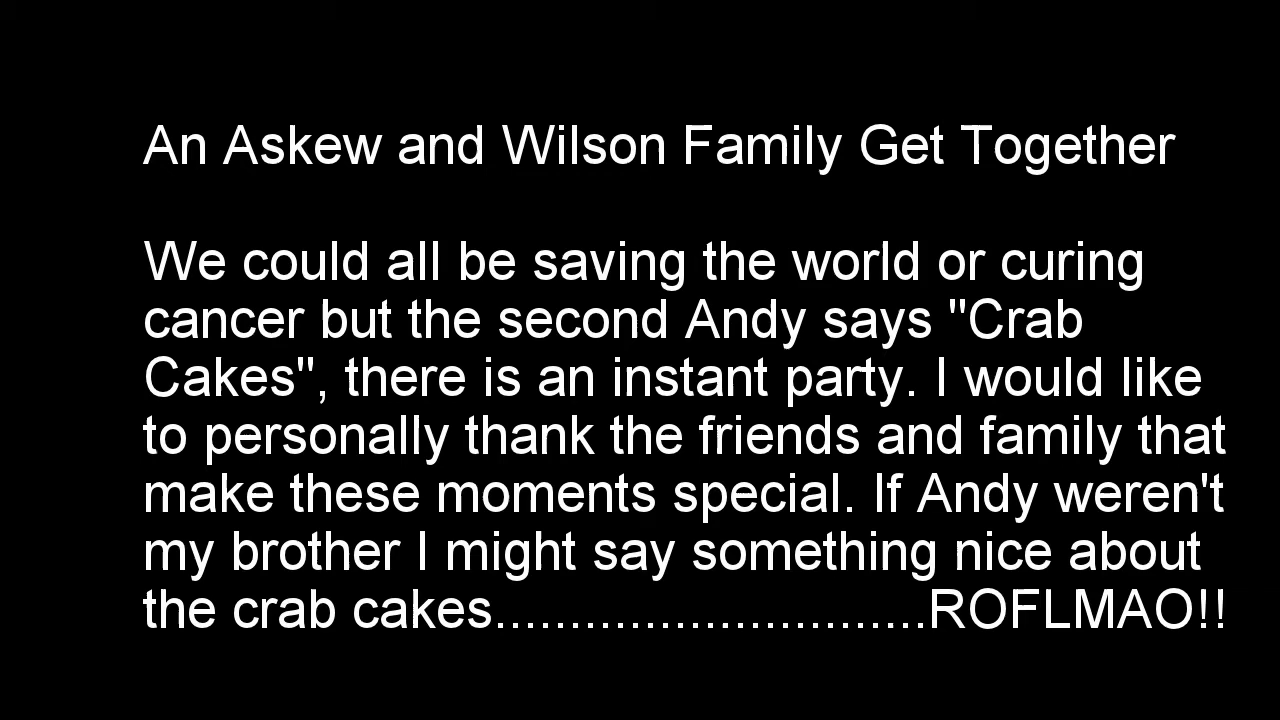 An Askew and Wilson Family Get Together
We could all be saving the world or curing
cancer but the second Andy says "Crab
Cakes", there is an instant party. I would like
to personally thank the friends and family that
make these moments special. If Andy weren't
my brother I might say something nice about
the crab cakes.............................ROFLMAO!!